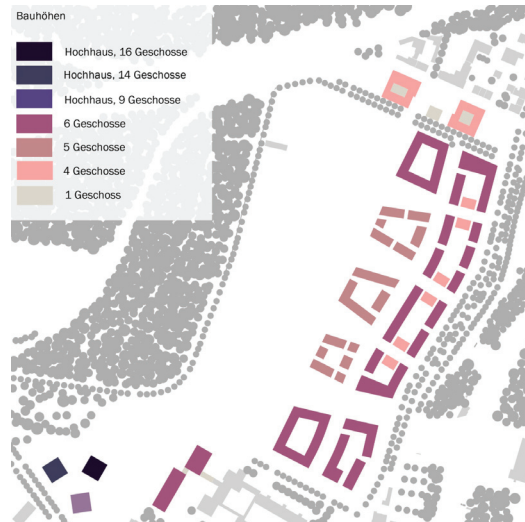 Bauhöhen
Hochhaus, 16 Geschosse
Hochhaus, 14 Geschosse
Hochhaus, 9 Geschosse
6 Geschosse
5 Geschosse
4 Geschosse
1 Geschoss